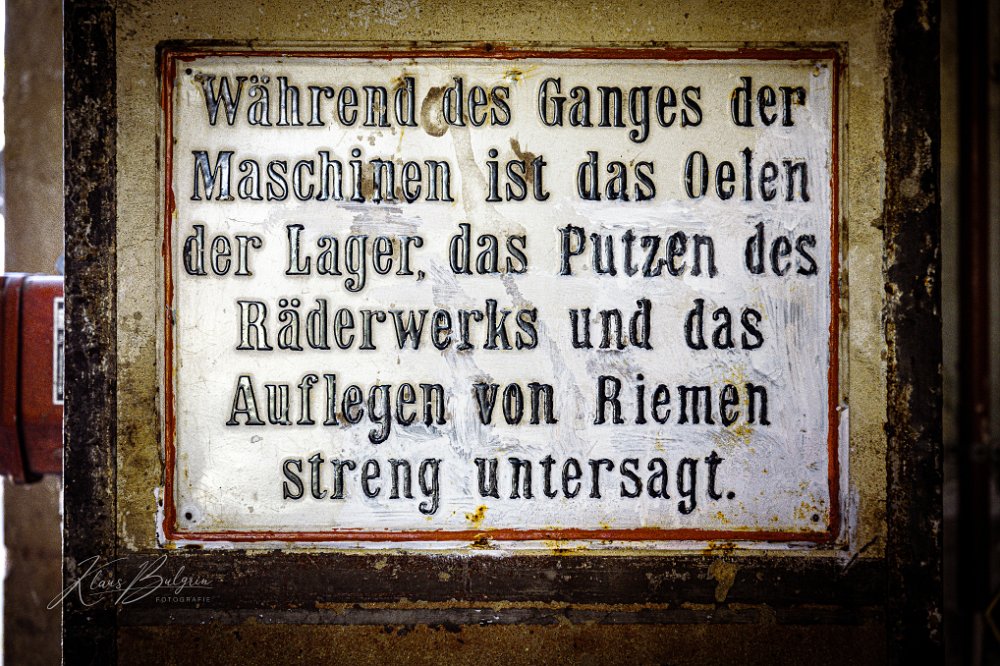 Während des Ganges der
Maschinen ist das Oelen
der Lager, das Putzen des
Räderwerks und das
Auflegen von Riemen
streng untersagt.
Klaus Bulgrin
FOTOGRAFIE